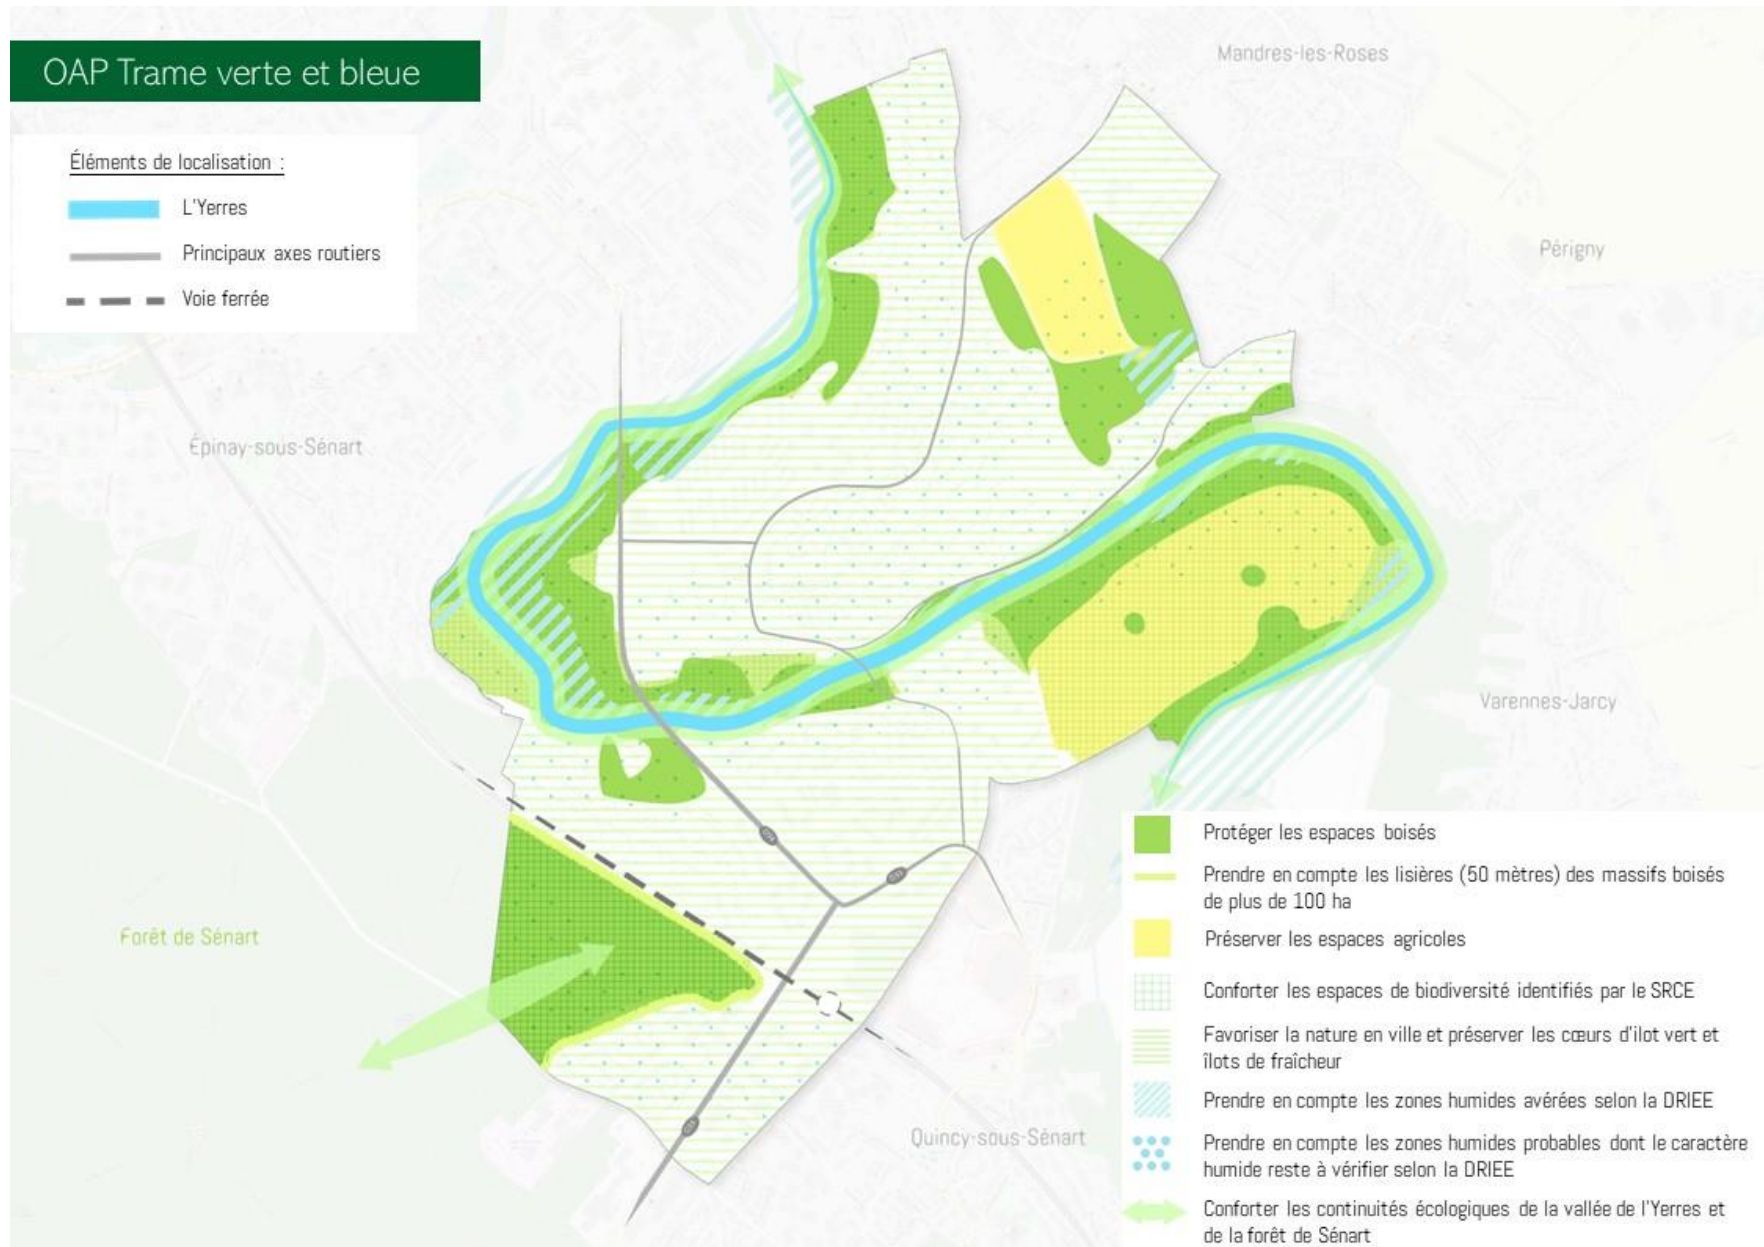 OAP Trame verte et bleue
Éléments de localisation :
L'Yerres
Principaux axes routiers
Voie ferrée
Mandres-les-Roses
Périgny
Épinay-sous-Sénart
Varennes-Jarcy
Forêt de Sénart
Quincy-sous-Sénart
Protéger les espaces boisés
Prendre en compte les lisières (50 mètres) des massifs boisés
de plus de 100 ha
Préserver les espaces agricoles
Conforter les espaces de biodiversité identifiés par le SRCE
Favoriser la nature en ville et préserver les cœurs d'ilot vert et
îlots de fraîcheur
Prendre en compte les zones humides avérées selon la DRIEE
Prendre en compte les zones humides probables dont le caractère
humide reste à vérifier selon la DRIEE
Conforter les continuités écologiques de la vallée de l'Yerres et
de la forêt de Sénart